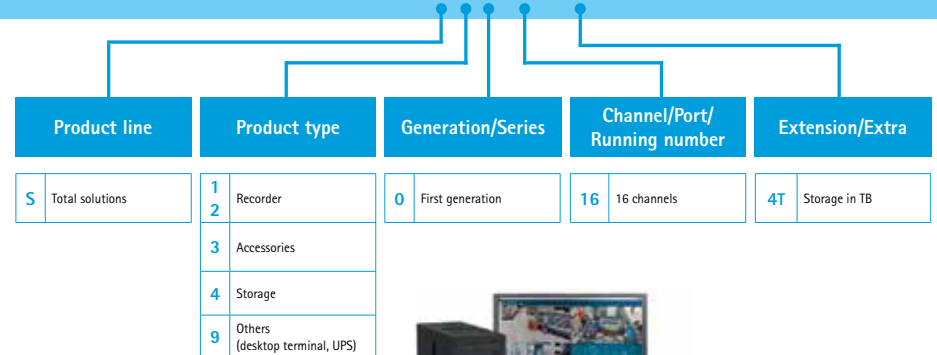 Product line
Product type
Generation/Series
Channel/Port/
Running number
Extension/Extra
S Total solutions
1
2
Recorder
3 Accessories
4 Storage
9 Others
(desktop terminal, UPS)
0 First generation
16 16 channels
4T Storage in TB